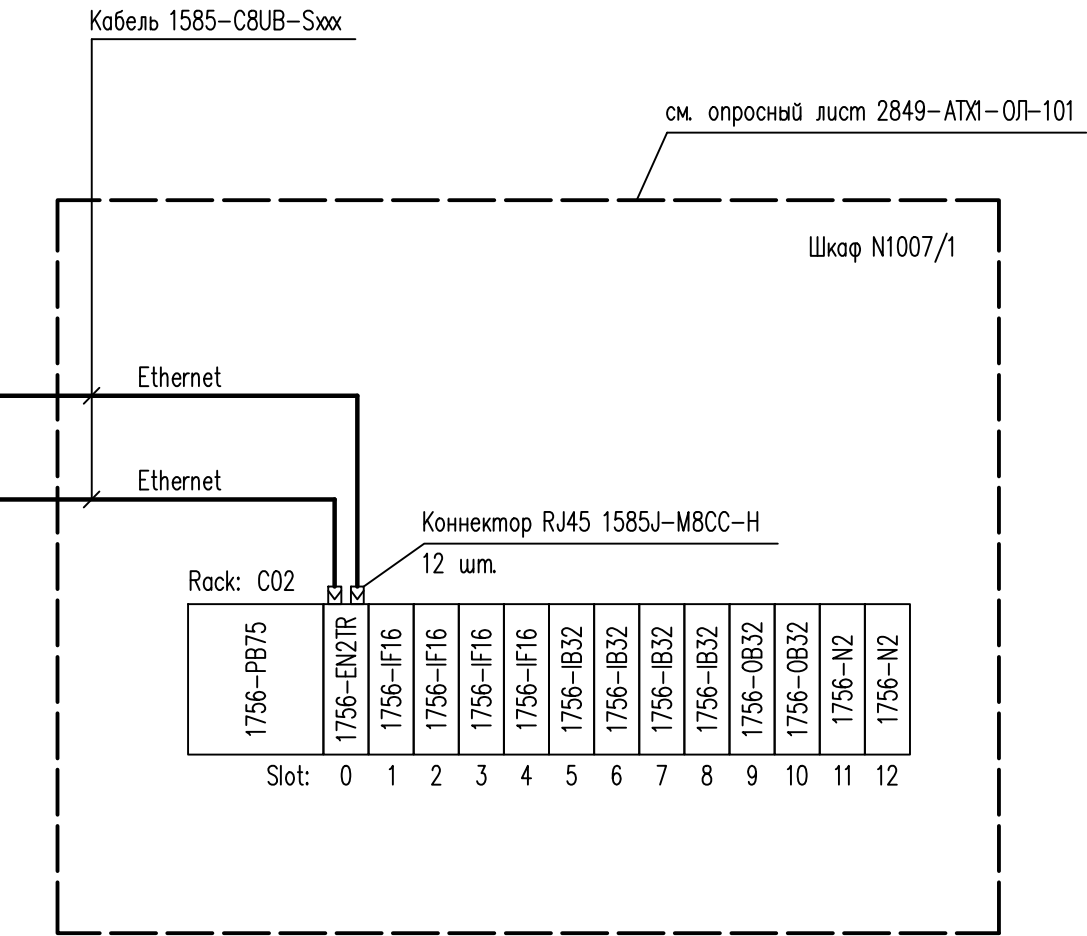 Кабель 1585-C8UB-Sxxx
см. опросный лист 2849-АТХ1-ОЛ-101
Шкаф N1007/1
Ethernet
Ethernet
Коннектор RJ45 1585J-M8CC-H
12 шт.
Rack: C02
1756-PB75
1756-EN2TR
1756-IF16
1756-IF16
1756-IF16
1756-IF16
1756-IB32
1756-IB32
1756-IB32
1756-IB32
1756-OB32
1756-OB32
1756-N2
1756-N2
Slot: 0 1 2 3 4 5 6 7 8 9 10 11 12